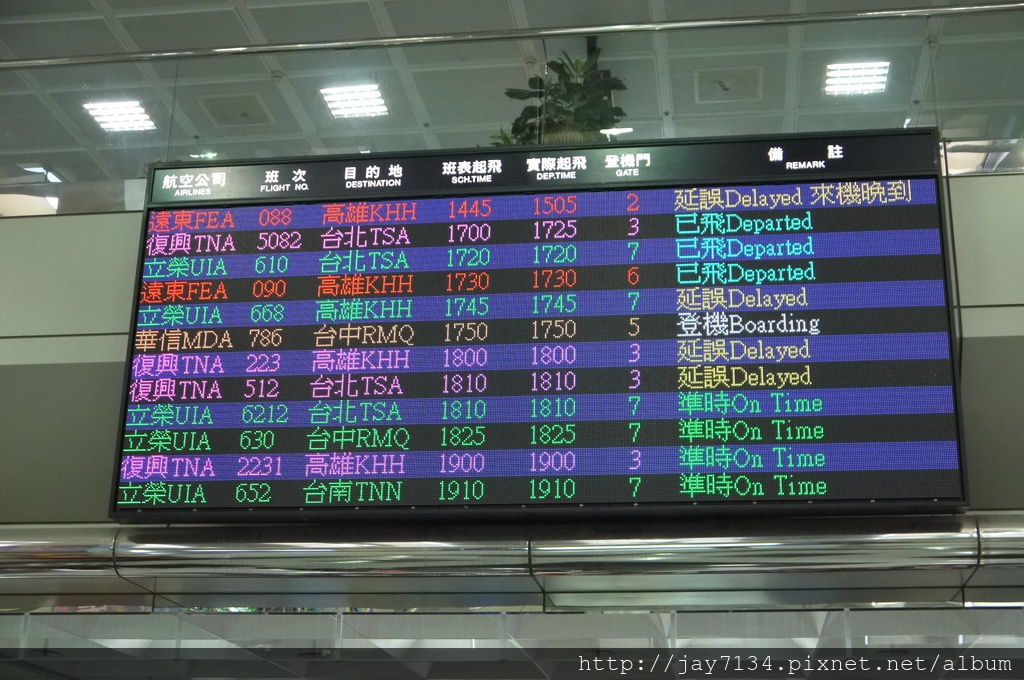 航空公司 班次 目的地 班表起飛 實際起飛 登機門 備註
AIRLINES FLIGHT NO. DESTINATION SCH.TIME DEP.TIME GATE REMARK
遠東FEA 088 高雄KHH 1445 1505 2 延誤Delayed 來機晚到
復興TNA 5082 台北TSA 1700 1725 3 已飛Departed
立榮UIA 610 台北TSA 1720 1720 7 已飛Departed
遠東FEA 090 高雄KHH 1730 1730 6 已飛Departed
立榮UIA 668 高雄KHH 1745 1745 7 延誤Delayed
華信MDA 786 台中RMQ 1750 1750 5 登機Boarding
復興TNA 223 高雄KHH 1800 1800 3 延誤Delayed
復興TNA 512 台北TSA 1810 1810 3 延誤Delayed
立榮UIA 6212 台北TSA 1810 1810 7 準時On Time
立榮UIA 630 台中RMQ 1825 1825 7 準時On Time
復興TNA 2231 高雄KHH 1900 1900 3 準時On Time
立榮UIA 652 台南TNN 1910 1910 7 準時On Time
http://jay7134.pixnet.net/album